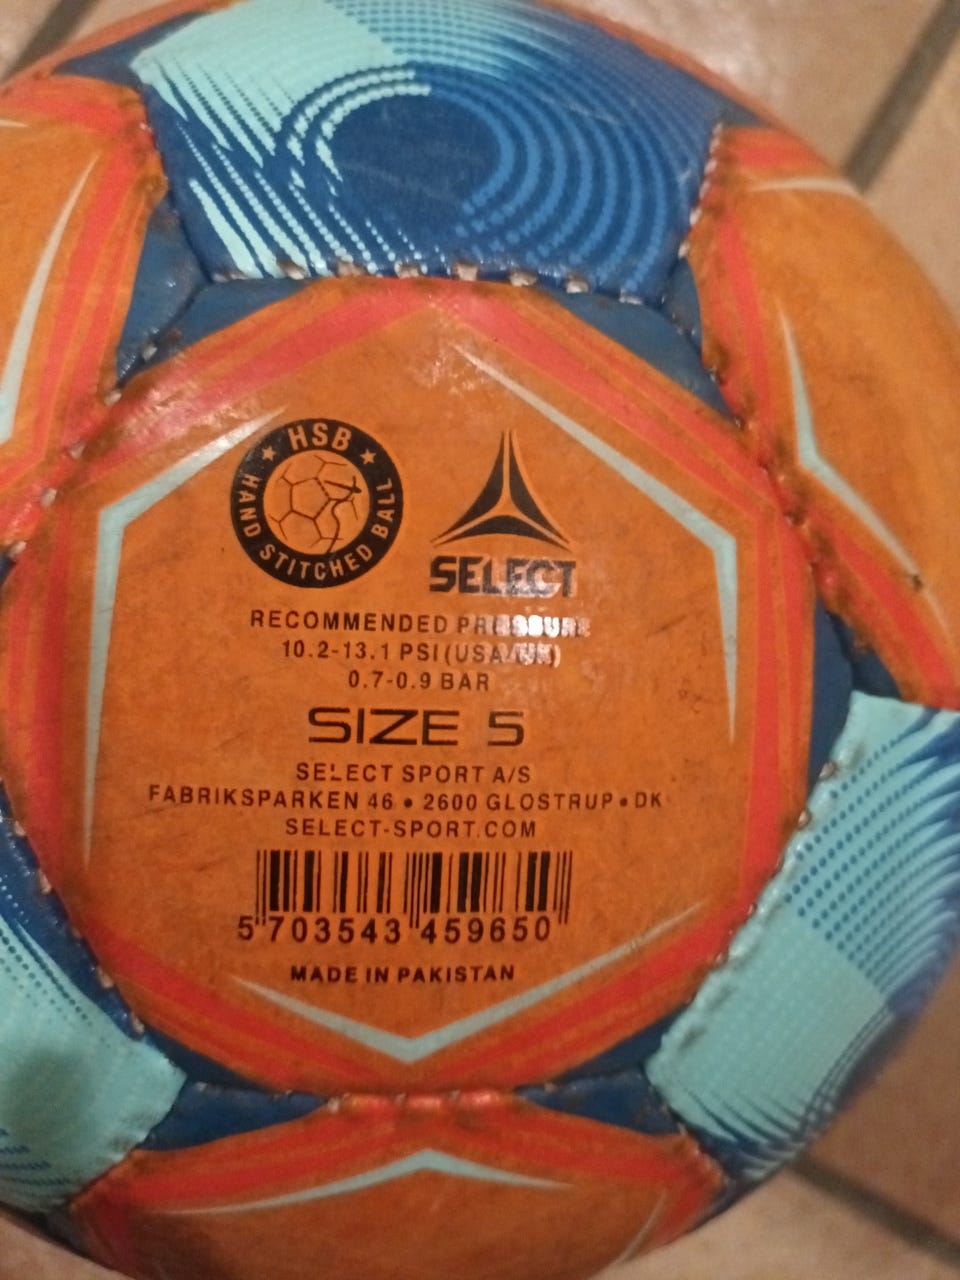 HSB
HAND STITCHED BALL
SELECT
RECOMMENDED PRESSURE
10.2-13.1 PSI (USA/UK)
0.7-0.9 BAR
SIZE 5
SELECT SPORT A/S
FABRIKSPARKEN 46 • 2600 GLOSTRUP • DK
SELECT-SPORT.COM
5 703543 459650
MADE IN PAKISTAN